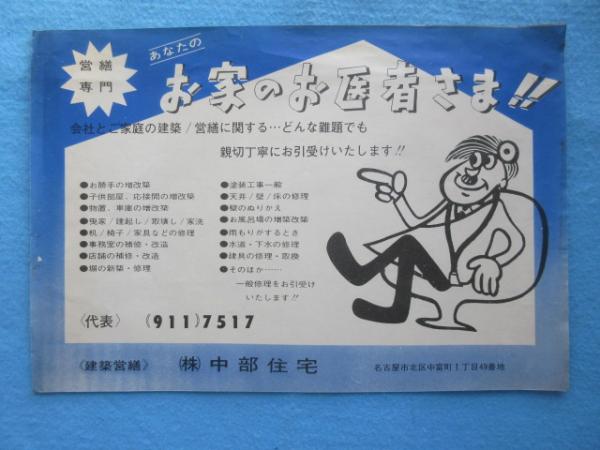 営繕
専門
あなたの
お家のお医者さま!!
会社とご家庭の建築/営繕に関する…どんな難題でも
親切丁寧にお引受けいたします!!
●お勝手の増改築
●子供部屋、応接間の増改築
●物置、車庫の増改築
●曳家/建起し/取壊し/家洗
●机/椅子/家具などの修理
●事務室の補修・改造
●店舗の補修・改造
●塀の新築・修理
●塗装工事一般
●天井/壁/床の修理
●壁のぬりかえ
●お風呂場の増築改築
●雨もりがするとき
●水道・下水の修理
●建具の修理・取換
●そのほか……
一般修理をお引受け
いたします!!
〈代表〉 (911)7517
〈建築営繕〉 (株)中部住宅
名古屋市北区中富町1丁目49番地